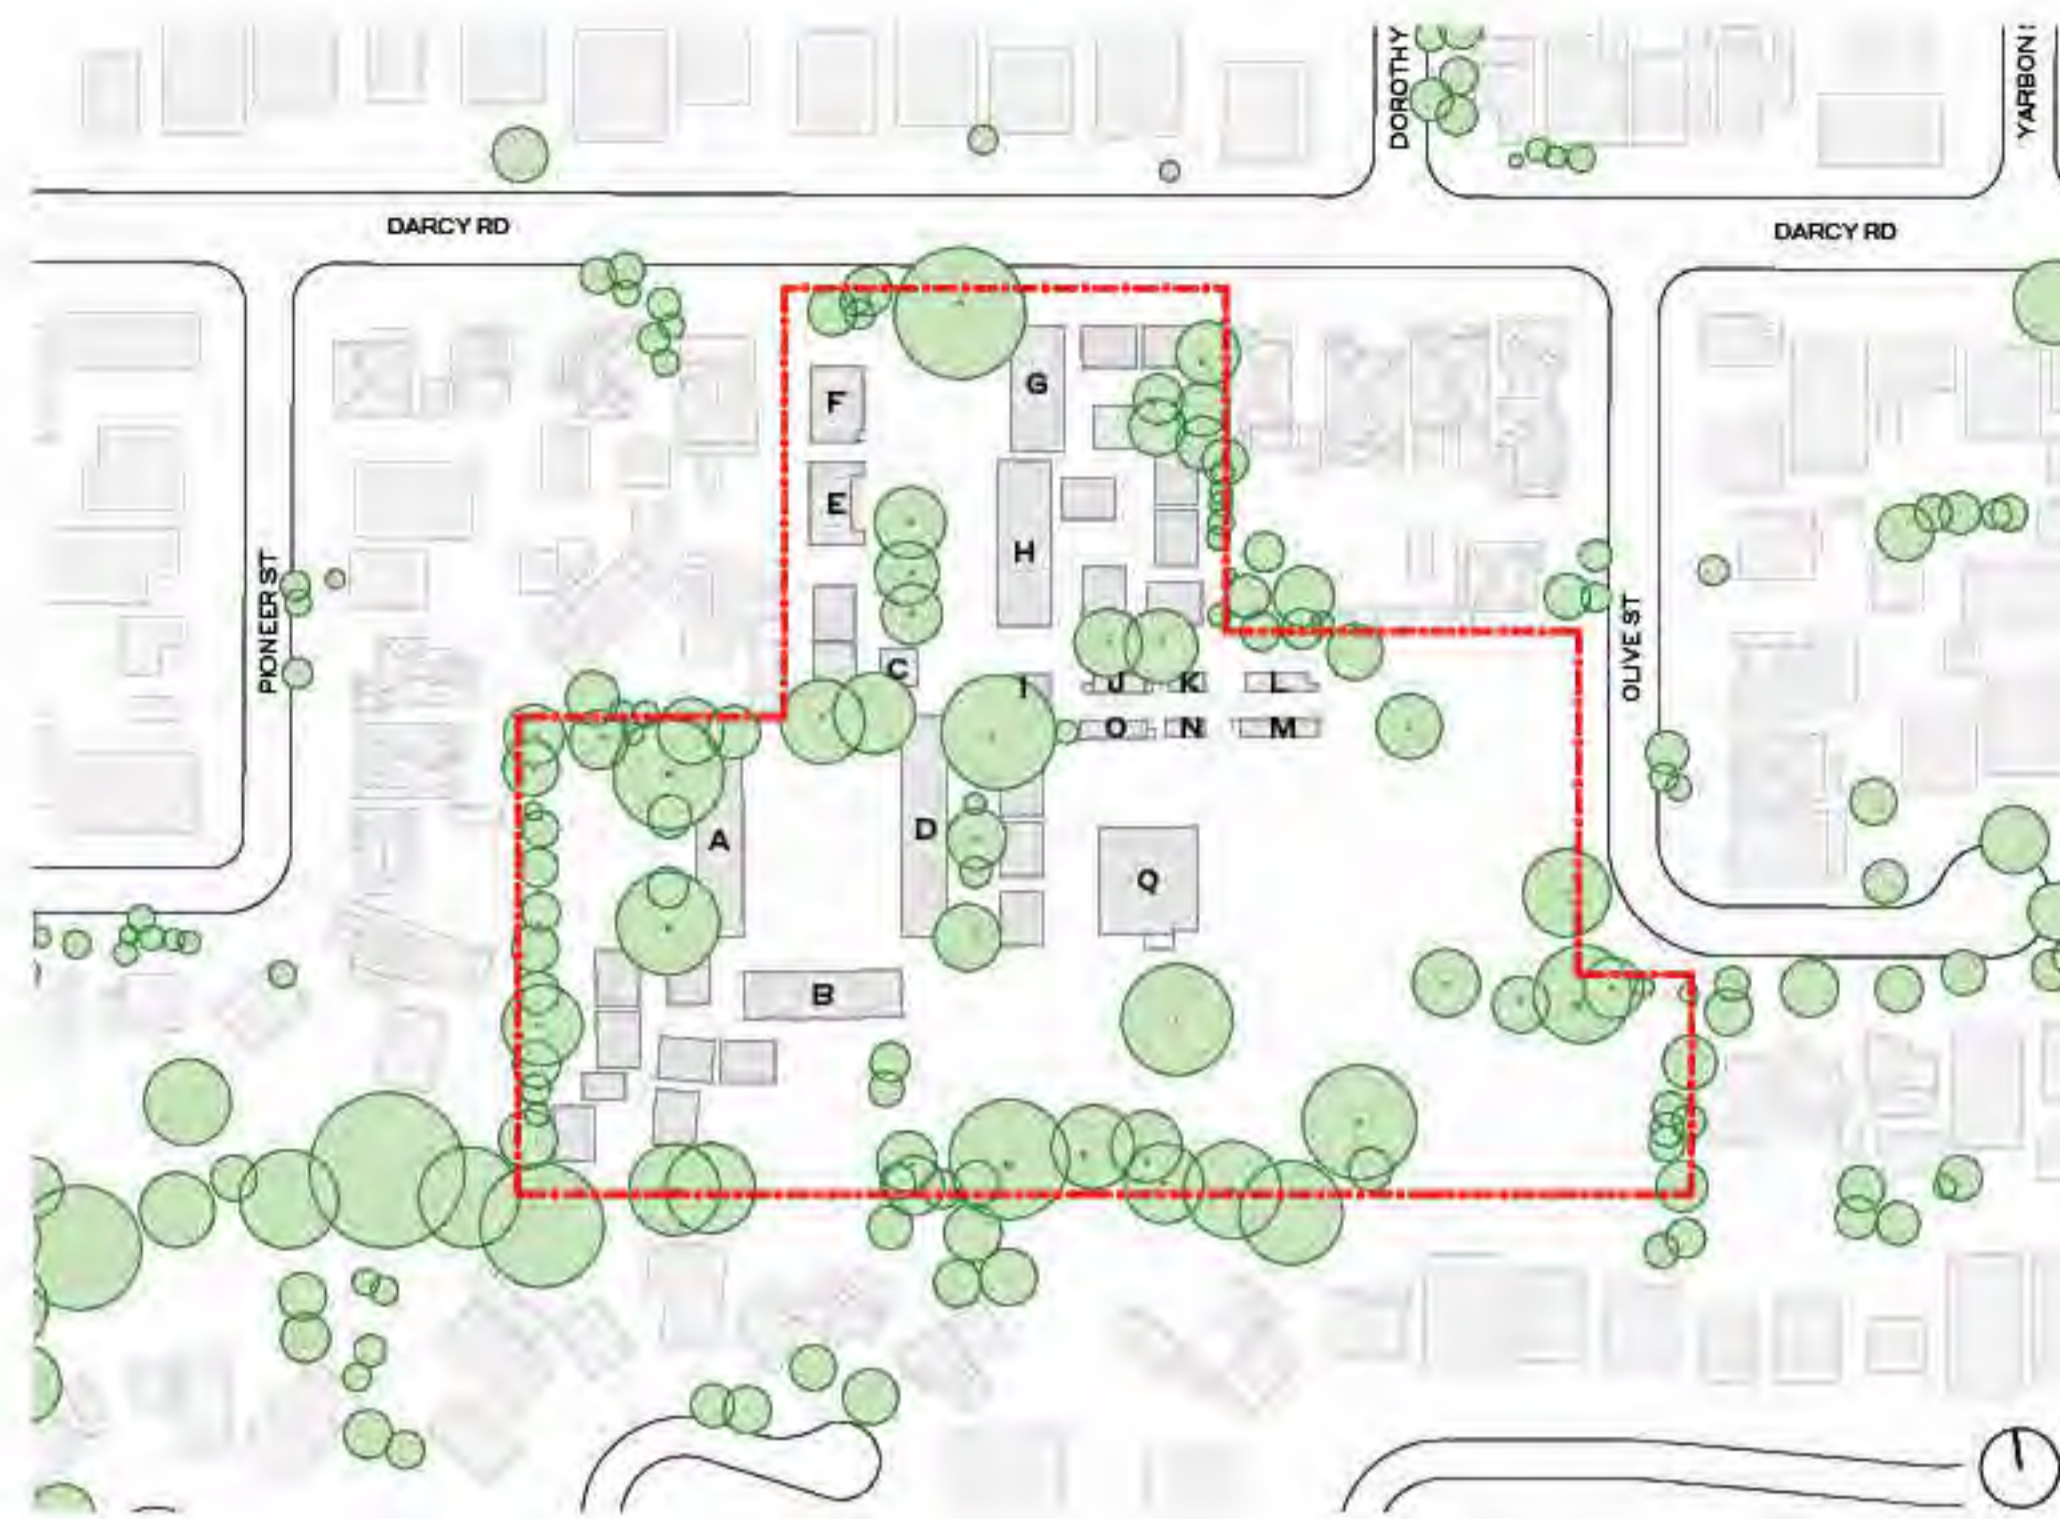 DOROTHY
YARBON
DARCY RD
DARCY RD
F
G
E
H
PIONEER ST
OLIVE ST
C
I
J
K
L
O
N
M
A
D
Q
B